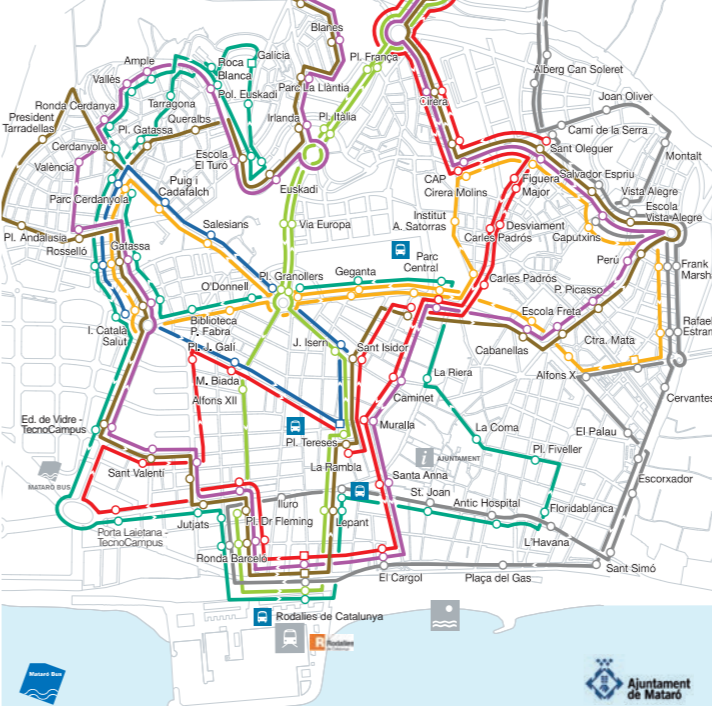 Blanes
Ample
Roca
Blanca
Galícia
Pl. França
Vallès
Parc La Llàntia
Alberg Can Soleret
Pol. Euskadi
Ronda Cerdanya
Tarragona
Cirera
Joan Oliver
President
Tarradellas
Queralbs
Irlanda
Pl. Itàlia
Pl. Gatassa
Camí de la Serra
Cerdanyola
Sant Oleguer
Escola
El Turó
València
Montalt
Puig i
Cadafalch
Euskadi
CAP
Cirera Molins
Figuera
Major
Salvador Espriu
Parc Cerdanyola
Vista Alegre
Salesians
Via Europa
Institut
A. Satorras
Desviament
Carles Padrós
Escola
Vista Alegre
Pl. Andalusia
Rosselló
Gatassa
Caputxins
Parc
Central
Perú
Pl. Granollers
Geganta
Frank
Marsh
O'Donnell
Carles Padrós
P. Picasso
I. Català
Salut
Biblioteca
P. Fabra
Escola Freta
Rafael
Estran
Pl. J. Galí
J. Isern
Sant Isidor
Cabanellas
Ctra. Mata
M. Biada
La Riera
Alfons X
Alfons XII
Caminet
Cervantes
Ed. de Vidre -
TecnoCampus
Muralla
La Coma
El Palau
Pl. Tereses
Pl. Fiveller
MATARÓ BUS
Sant Valentí
La Rambla
AJUNTAMENT
Santa Anna
Escorxador
Iluro
St. Joan
Antic Hospital
Floridablanca
Porta Laietana -
TecnoCampus
Jutjats
Pl. Dr Fleming
Lepant
L'Havana
Ronda Barceló
El Cargol
Plaça del Gas
Sant Simó
Rodalies de Catalunya
Rodalies
Mataró Bus
Ajuntament
de Mataró